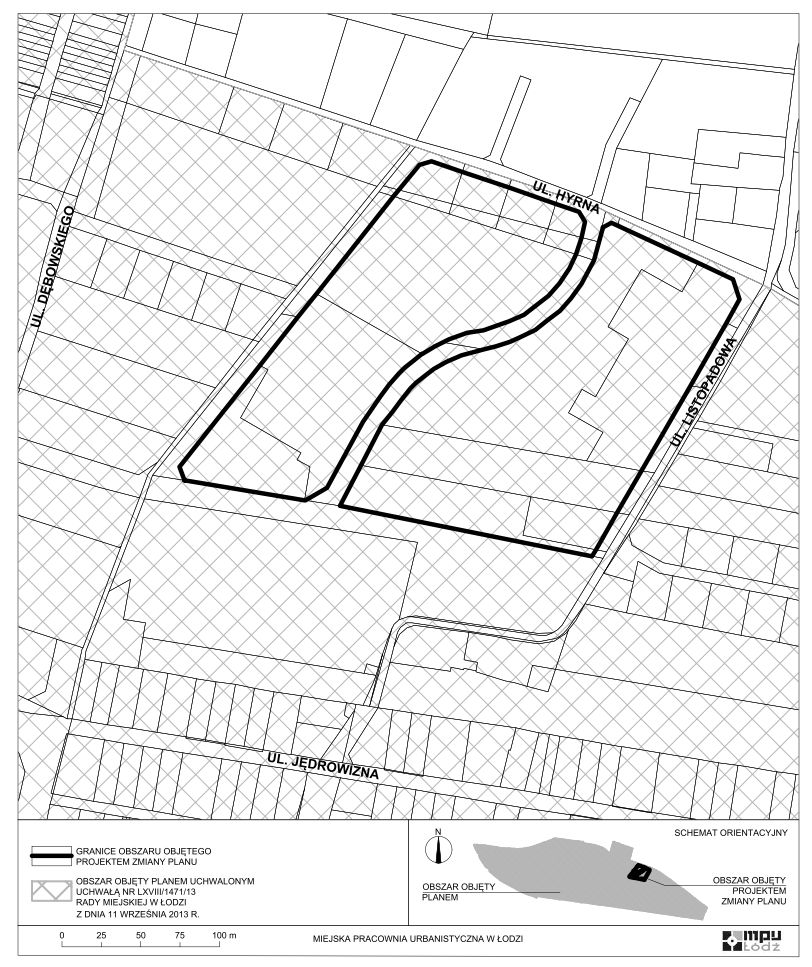 UL. HYRNA
UL. DĘBOWSKIEGO
UL. LISTOPADOWA
UL. JĘDROWIZNA
GRANICE OBSZARU OBJĘTEGO
PROJEKTEM ZMIANY PLANU
OBSZAR OBJĘTY PLANEM UCHWALONYM
UCHWAŁĄ NR LXVIII/1471/13
RADY MIEJSKIEJ W ŁODZI
Z DNIA 11 WRZEŚNIA 2013 R.
N
SCHEMAT ORIENTACYJNY
OBSZAR OBJĘTY
PLANEM
OBSZAR OBJĘTY
PROJEKTEM
ZMIANY PLANU
0 25 50 75 100 m
MIEJSKA PRACOWNIA URBANISTYCZNA W ŁODZI
mpu
Łódź